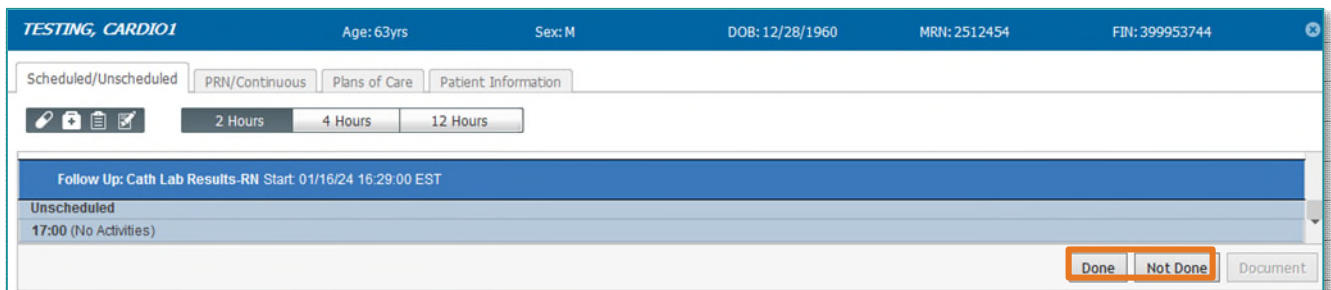 TESTING, CARDIO1 Age: 63yrs Sex: M DOB: 12/28/1960 MRN: 2512454 FIN: 399953744
Scheduled/Unscheduled PRN/Continuous Plans of Care Patient Information
2 Hours 4 Hours 12 Hours
Follow Up: Cath Lab Results-RN Start: 01/16/24 16:29:00 EST
Unscheduled
17:00 (No Activities)
Done Not Done Document